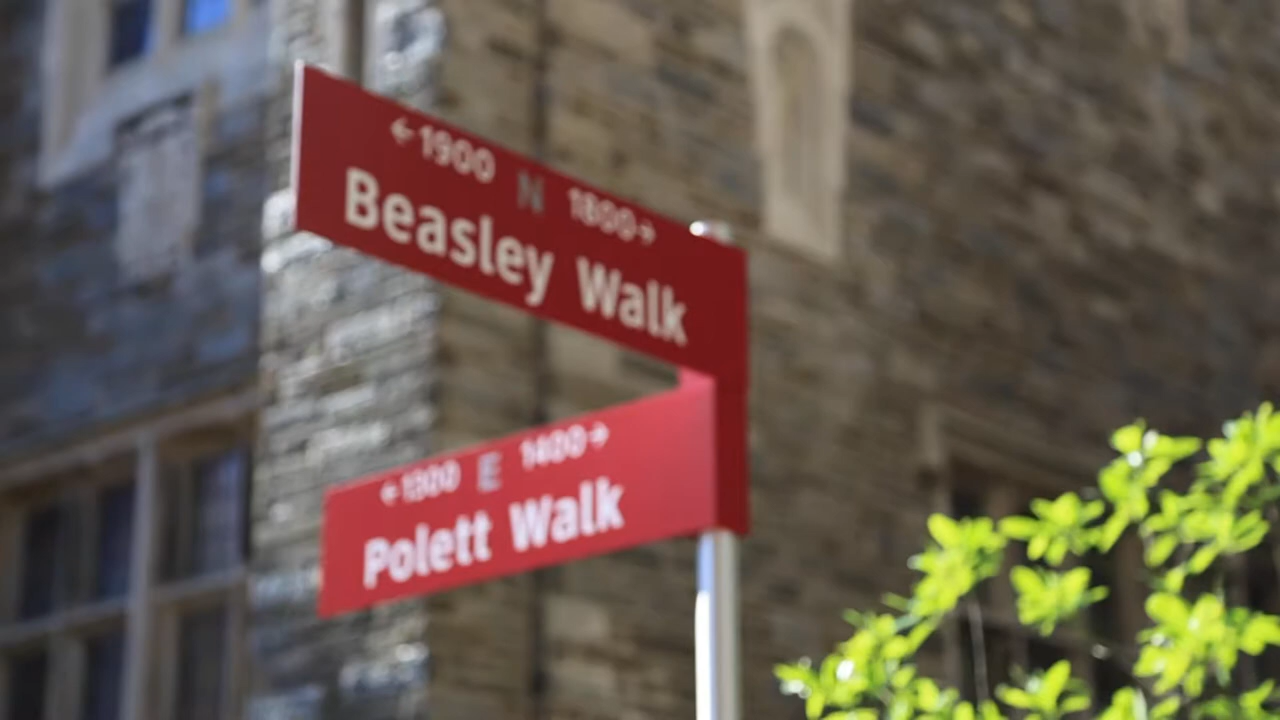 ←1900 N 1800→
Beasley Walk
←1300 E 1400→
Polett Walk